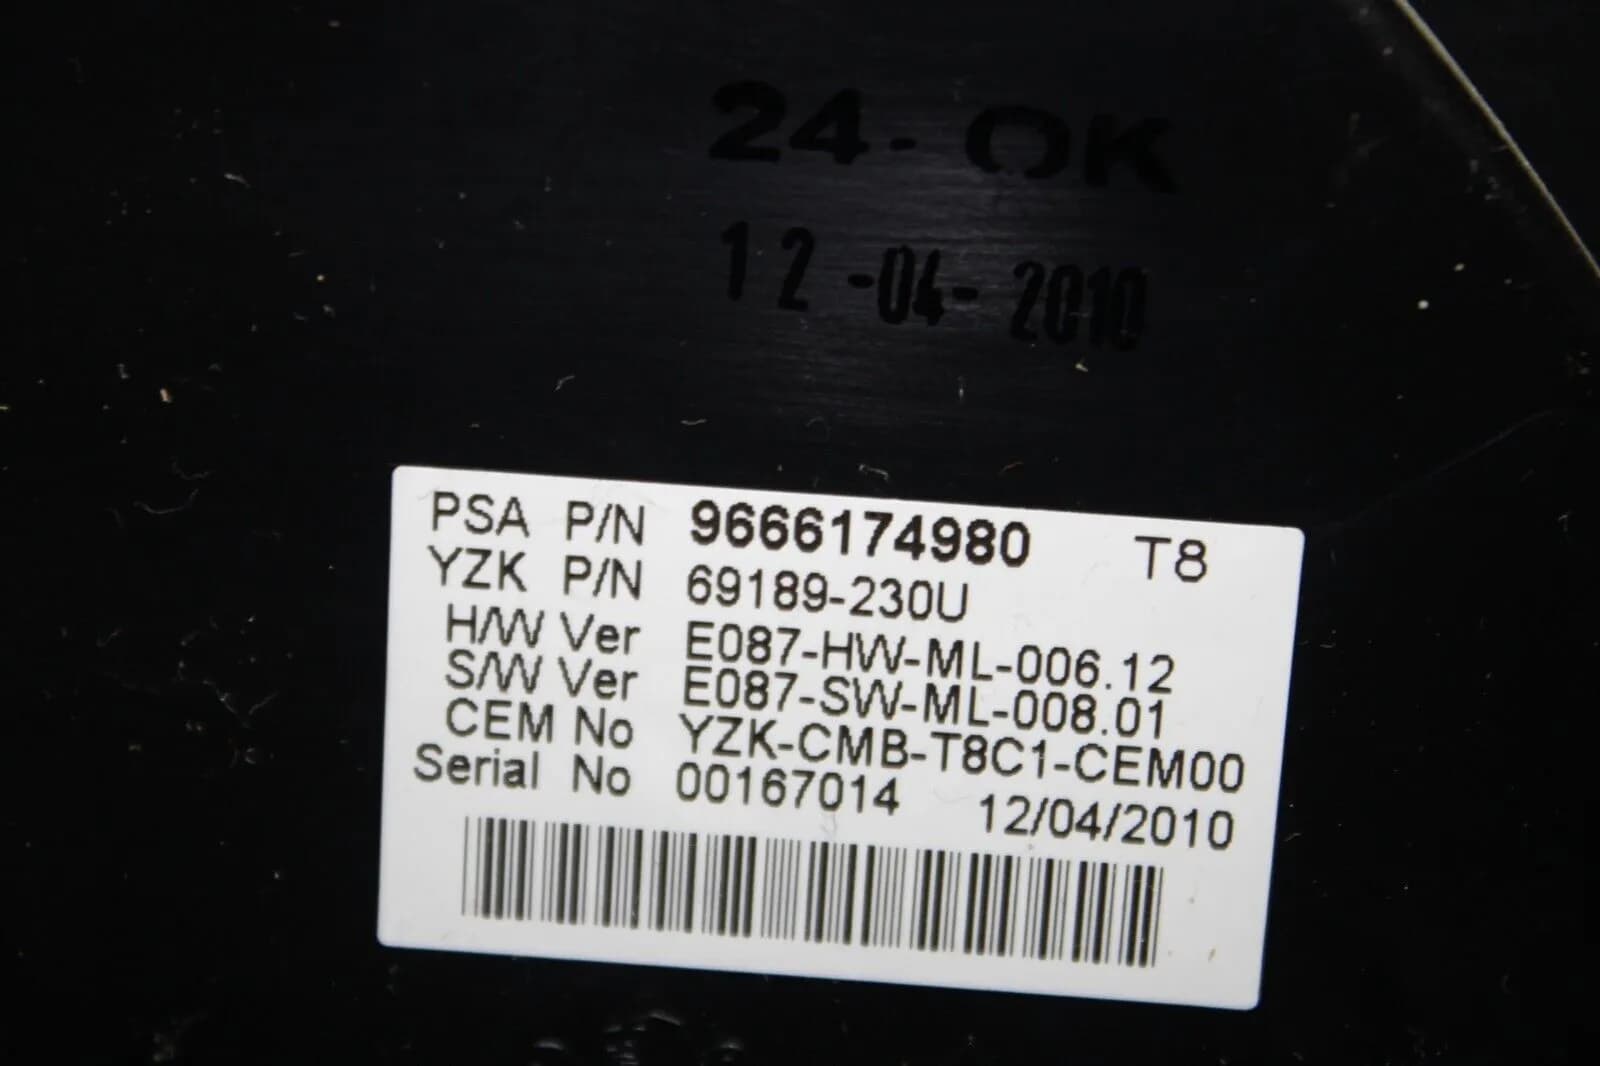 24-OK
12-04-2010
PSA P/N 9666174980 T8
YZK P/N 69189-230U
H/W Ver E087-HW-ML-006.12
S/W Ver E087-SW-ML-008.01
CEM No YZK-CMB-T8C1-CEM00
Serial No 00167014 12/04/2010